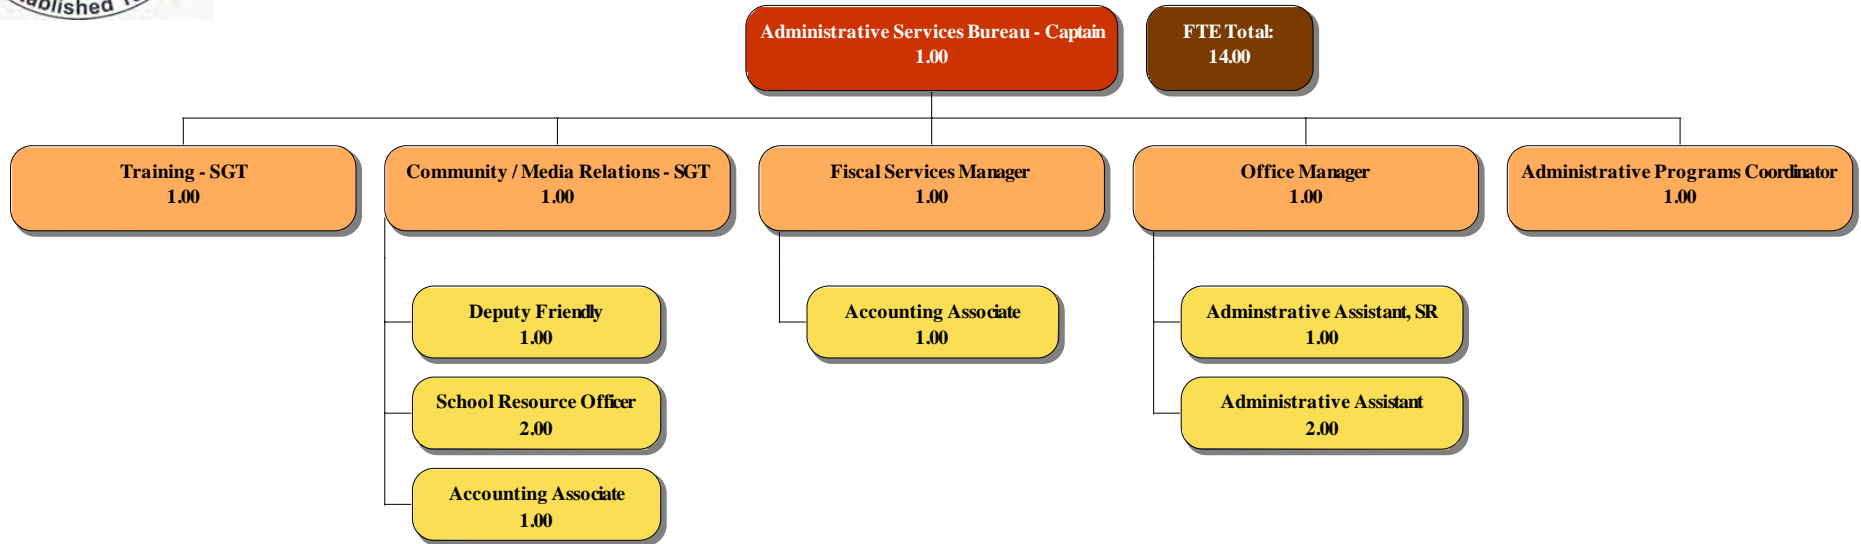 Administrative Services Bureau - Captain
1.00
FTE Total:
14.00
Training - SGT
1.00
Community / Media Relations - SGT
1.00
Fiscal Services Manager
1.00
Office Manager
1.00
Administrative Programs Coordinator
1.00
Deputy Friendly
1.00
School Resource Officer
2.00
Accounting Associate
1.00
Accounting Associate
1.00
Adminstrative Assistant, SR
1.00
Administrative Assistant
2.00